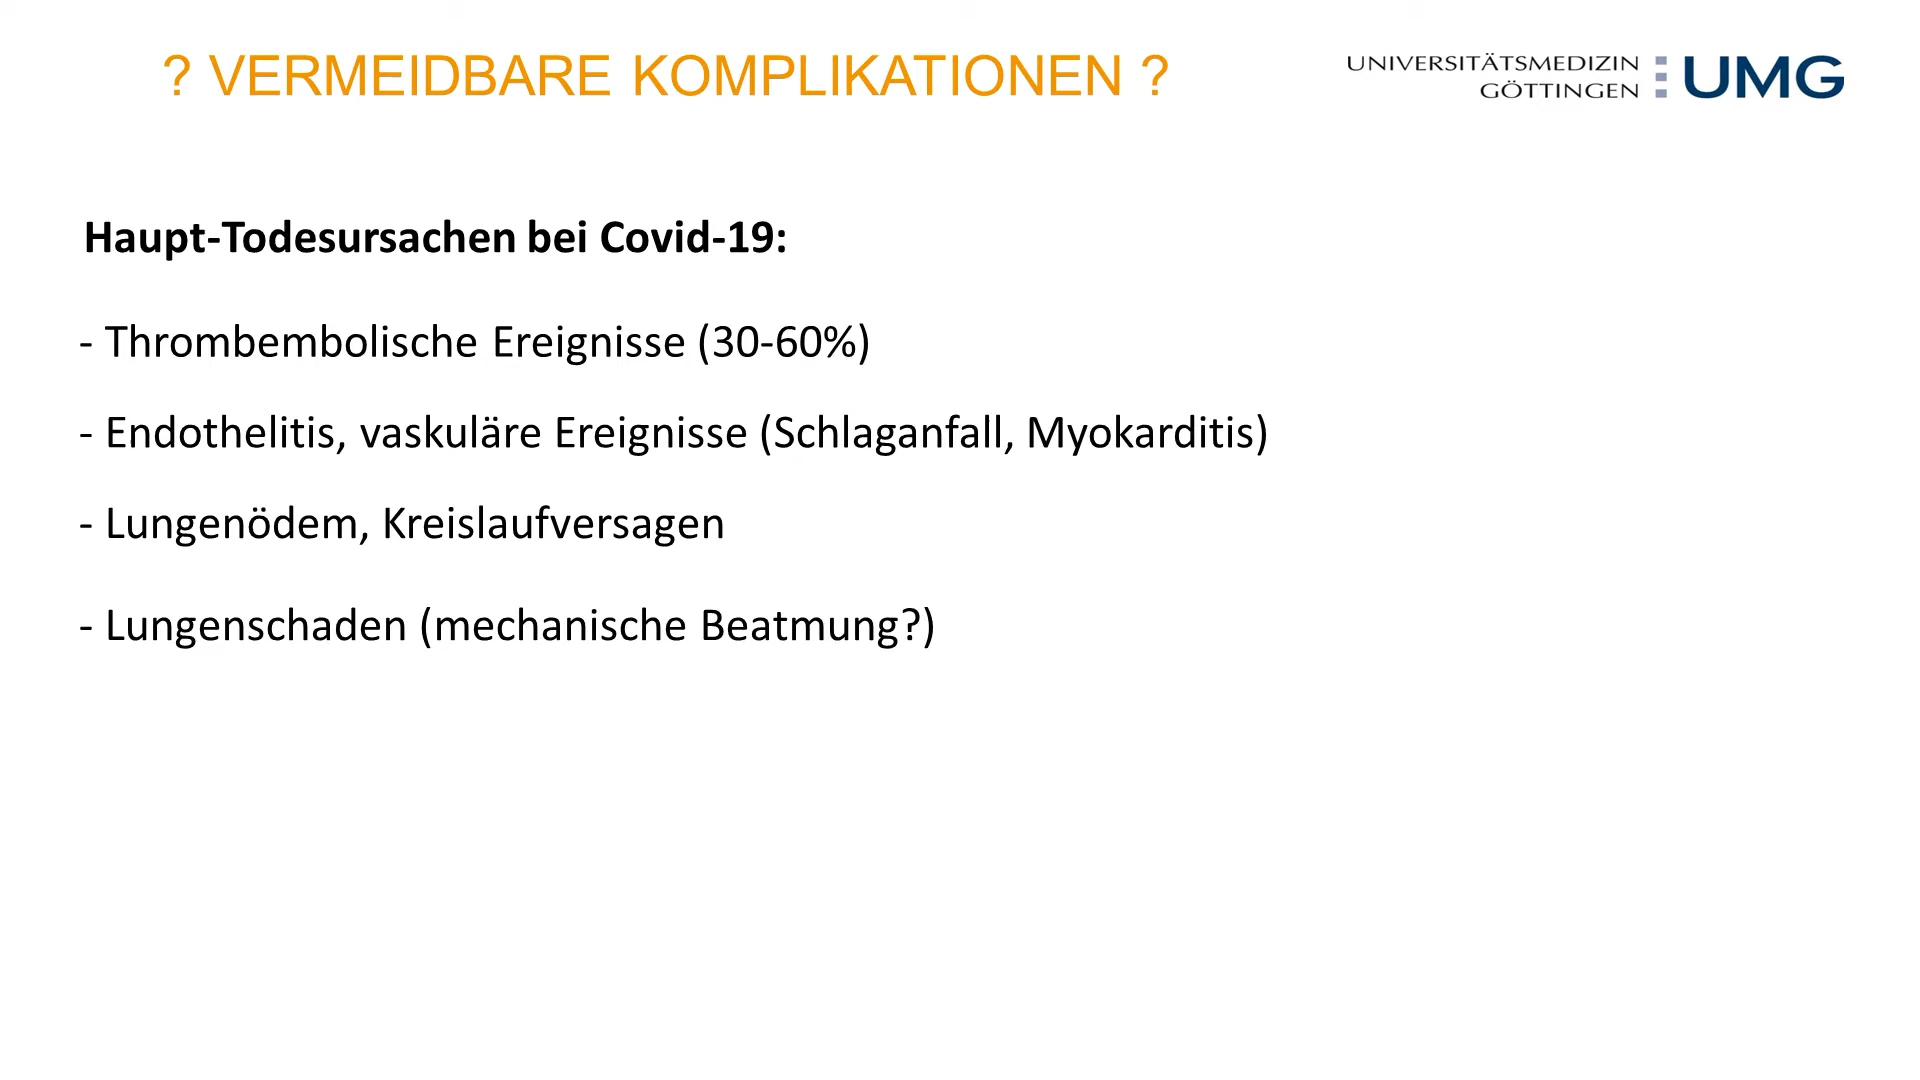 ? VERMEIDBARE KOMPLIKATIONEN ?
UNIVERSITÄTSMEDIZIN
GÖTTINGEN
UMG
Haupt-Todesursachen bei Covid-19:
- Thrombembolische Ereignisse (30-60%)
- Endothelitis, vaskuläre Ereignisse (Schlaganfall, Myokarditis)
- Lungenödem, Kreislaufversagen
- Lungenschaden (mechanische Beatmung?)